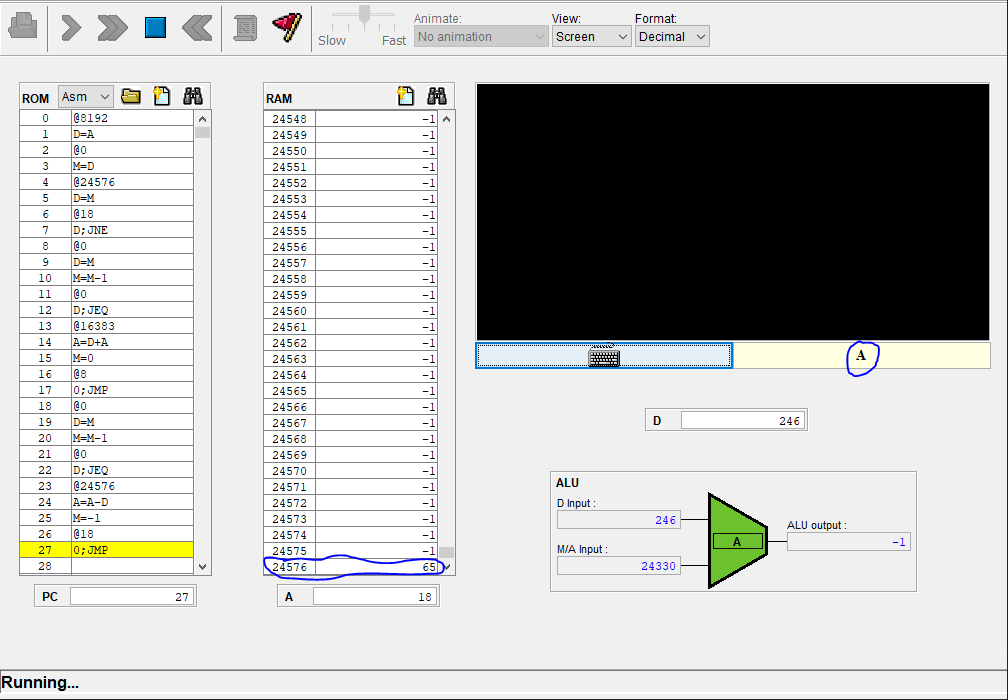 Animate: View: Format:
Slow Fast No animation Screen Decimal
ROM Asm
0 @8192
1 D=A
2 @0
3 M=D
4 @24576
5 D=M
6 @18
7 D;JNE
8 @0
9 D=M
10 M=M-1
11 @0
12 D;JEQ
13 @16383
14 A=D+A
15 M=0
16 @8
17 0;JMP
18 @0
19 D=M
20 M=M-1
21 @0
22 D;JEQ
23 @24576
24 A=A-D
25 M=-1
26 @18
27 0;JMP
28
PC 27
RAM
24548 -1
24549 -1
24550 -1
24551 -1
24552 -1
24553 -1
24554 -1
24555 -1
24556 -1
24557 -1
24558 -1
24559 -1
24560 -1
24561 -1
24562 -1
24563 -1
24564 -1
24565 -1
24566 -1
24567 -1
24568 -1
24569 -1
24570 -1
24571 -1
24572 -1
24573 -1
24574 -1
24575 -1
24576 65
A 18
A
D 246
ALU
D Input :
246
M/A Input :
24330
A
ALU output :
-1
Running...